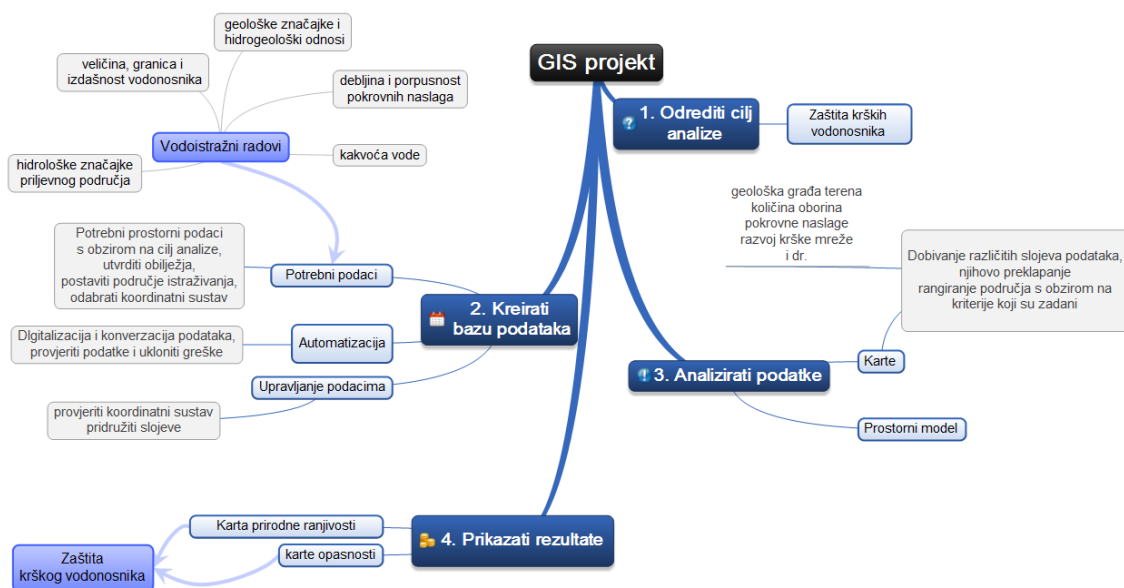 GIS projekt
1. Odrediti cilj
analize
Zaštita krških
vodonosnika
geološke značajke i
hidrogeološki odnosi
veličina, granica i
izdašnost vodonosnika
debljina i porpusnost
pokrovnih naslaga
Vodoistražni radovi
kakvoća vode
hidrološke značajke
priljevnog područja
Potrebni prostorni podaci
s obzirom na cilj analize,
utvrditi obilježja,
postaviti područje istraživanja,
odabrati koordinatni sustav
Potrebni podaci
2. Kreirati
bazu podataka
DIgitalizacija i konverzacija podataka,
provjeriti podatke i ukloniti greške
Automatizacija
Upravljanje podacima
provjeriti koordinatni sustav
pridružiti slojeve
geološka građa terena
količina oborina
pokrovne naslage
razvoj krške mreže
i dr.
Dobivanje različitih slojeva podataka,
njihovo preklapanje
rangiranje područja s obzirom na
kriterije koji su zadani
3. Analizirati podatke
Karte
Prostorni model
4. Prikazati rezultate
Karta prirodne ranjivosti
karte opasnosti
Zaštita
krškog vodonosnika